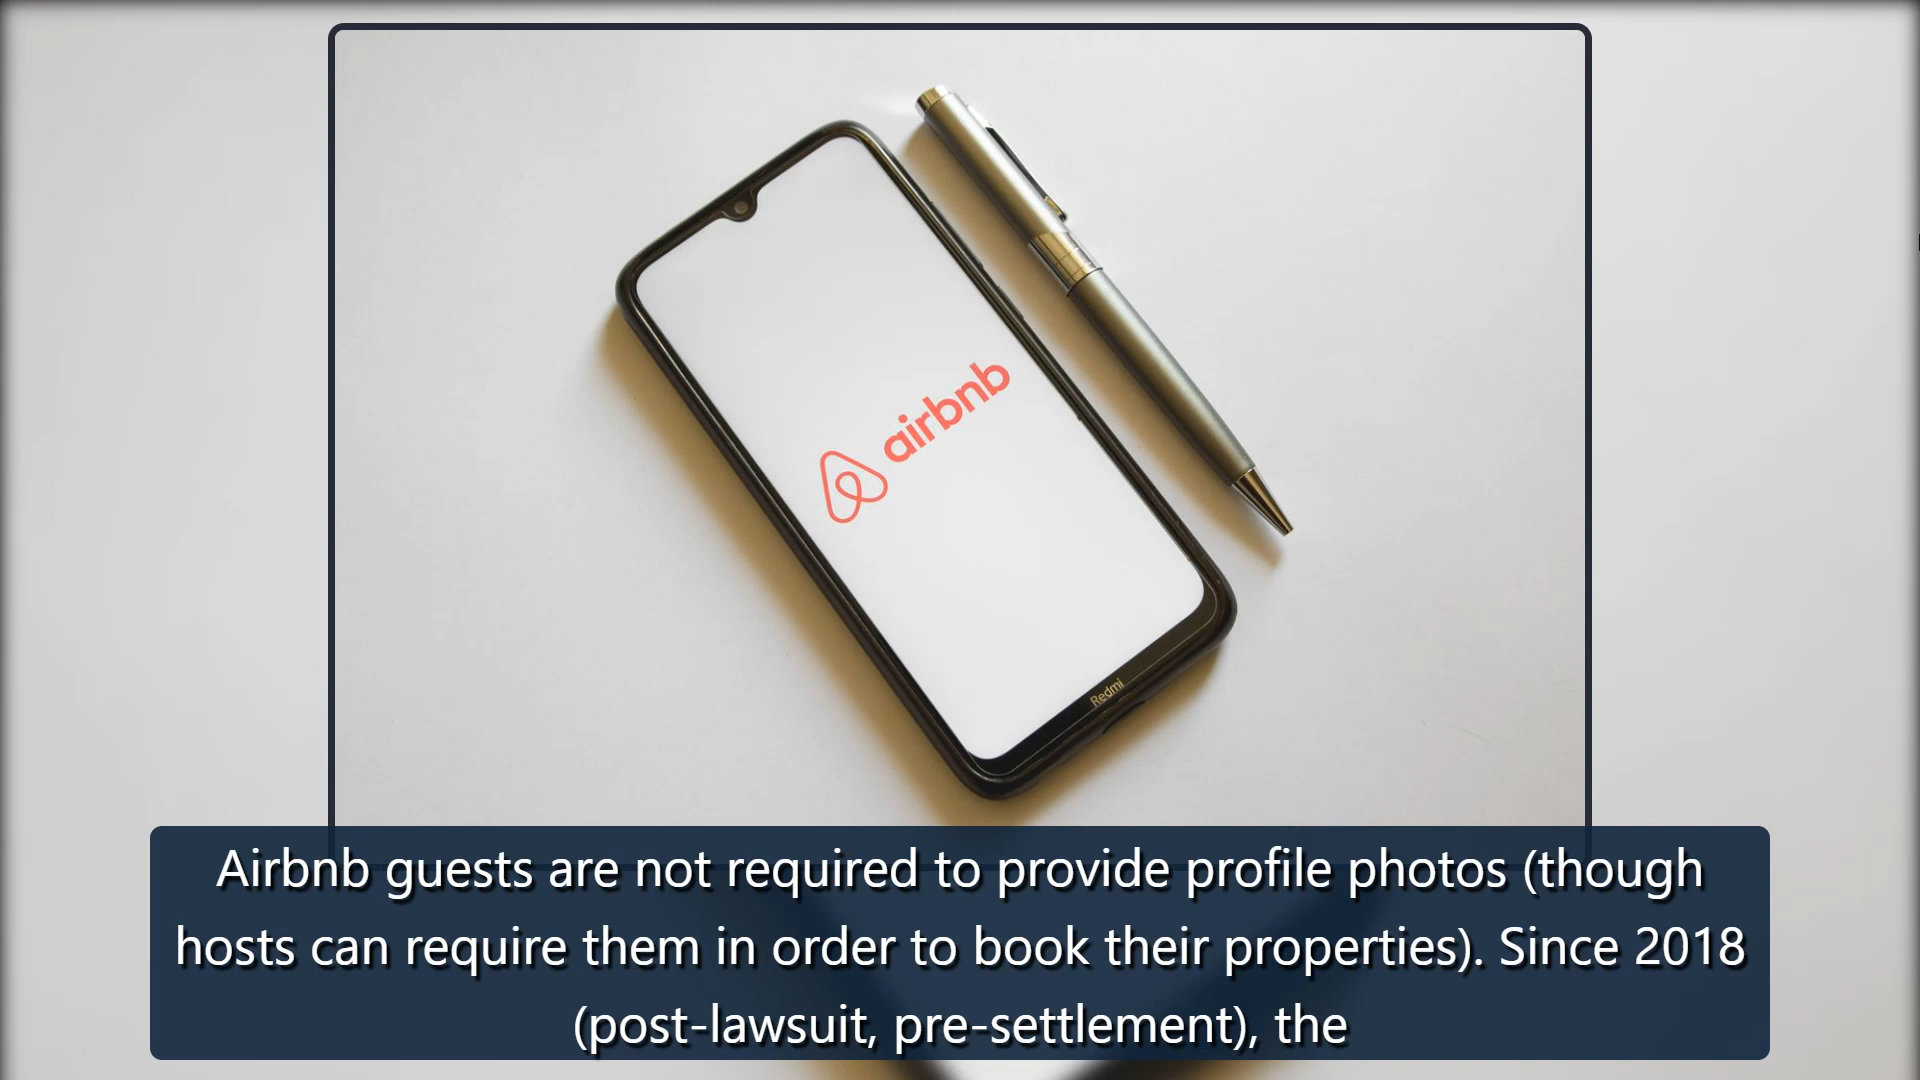 airbnb
Redmi
Airbnb guests are not required to provide profile photos (though
hosts can require them in order to book their properties). Since 2018
(post-lawsuit, pre-settlement), the